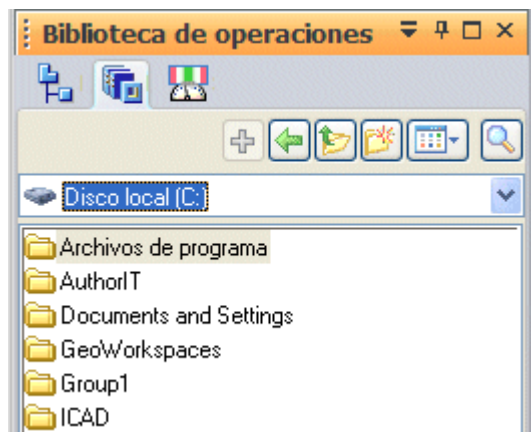 Biblioteca de operaciones
Disco local (C:
Archivos de programa
AuthorIT
Documents and Settings
GeoWorkspaces
Group1
ICAD